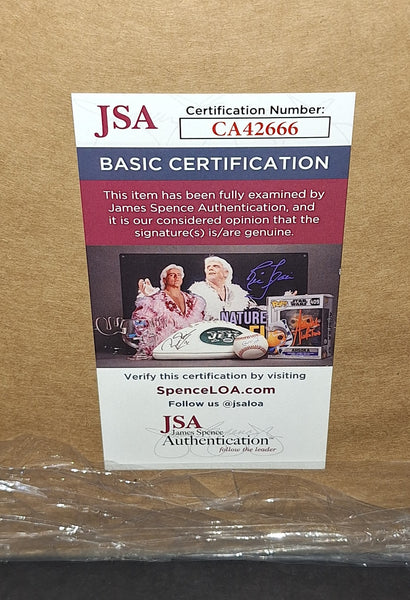 JSA
Certification Number:
CA42666
BASIC CERTIFICATION
This item has been fully examined by
James Spence Authentication, and
it is our considered opinion that the
signature(s) is/are genuine.
NATURE
JETS
Verify this certification by visiting
SpenceLOA.com
Follow us @jsaloa
JSA
James Spence
Authentication
follow the leader